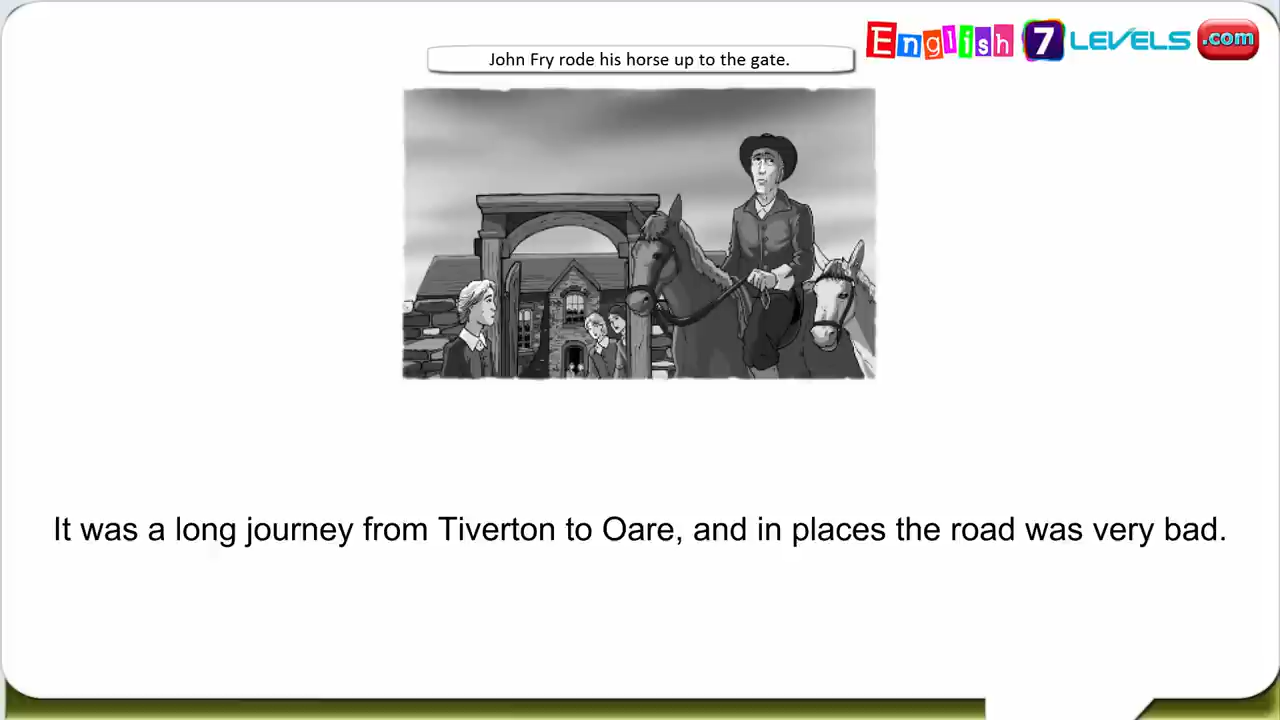 English 7 LEVELS .com
John Fry rode his horse up to the gate.
It was a long journey from Tiverton to Oare, and in places the road was very bad.